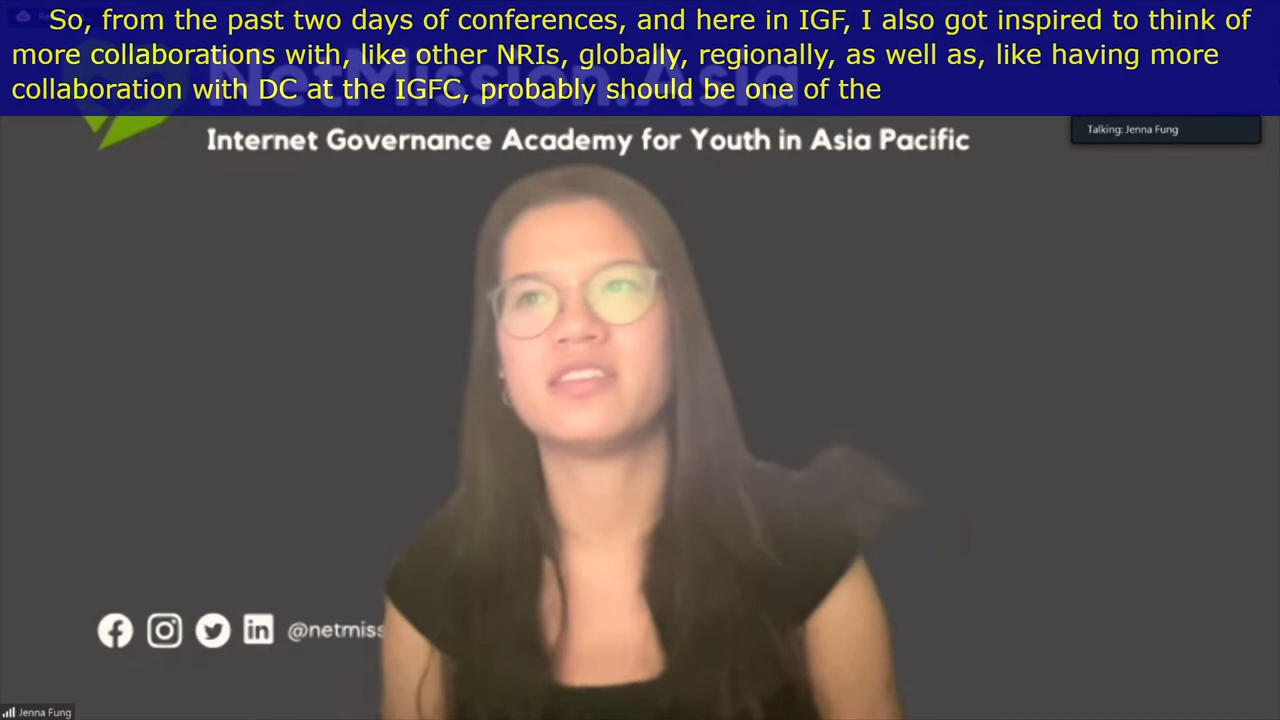 So, from the past two days of conferences, and here in IGF, I also got inspired to think of
more collaborations with, like other NRIs, globally, regionally, as well as, like having more
collaboration with DC at the IGFC, probably should be one of the
NetMission.Asia
Internet Governance Academy for Youth in Asia Pacific
Talking: Jenna Fung
@netmiss
Jenna Fung